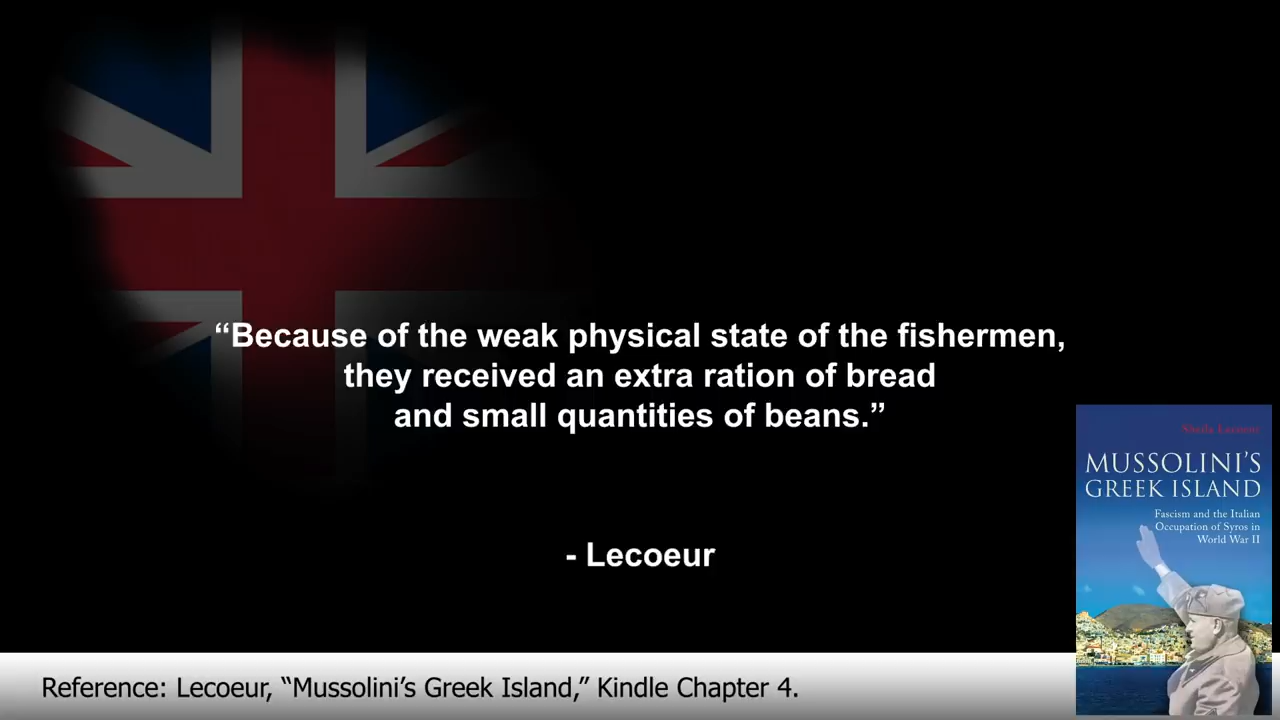 “Because of the weak physical state of the fishermen,
they received an extra ration of bread
and small quantities of beans.”
- Lecoeur
Sheila Lecoeur
MUSSOLINI’S
GREEK ISLAND
Fascism and the Italian
Occupation of Syros in
World War II
Reference: Lecoeur, “Mussolini’s Greek Island,” Kindle Chapter 4.